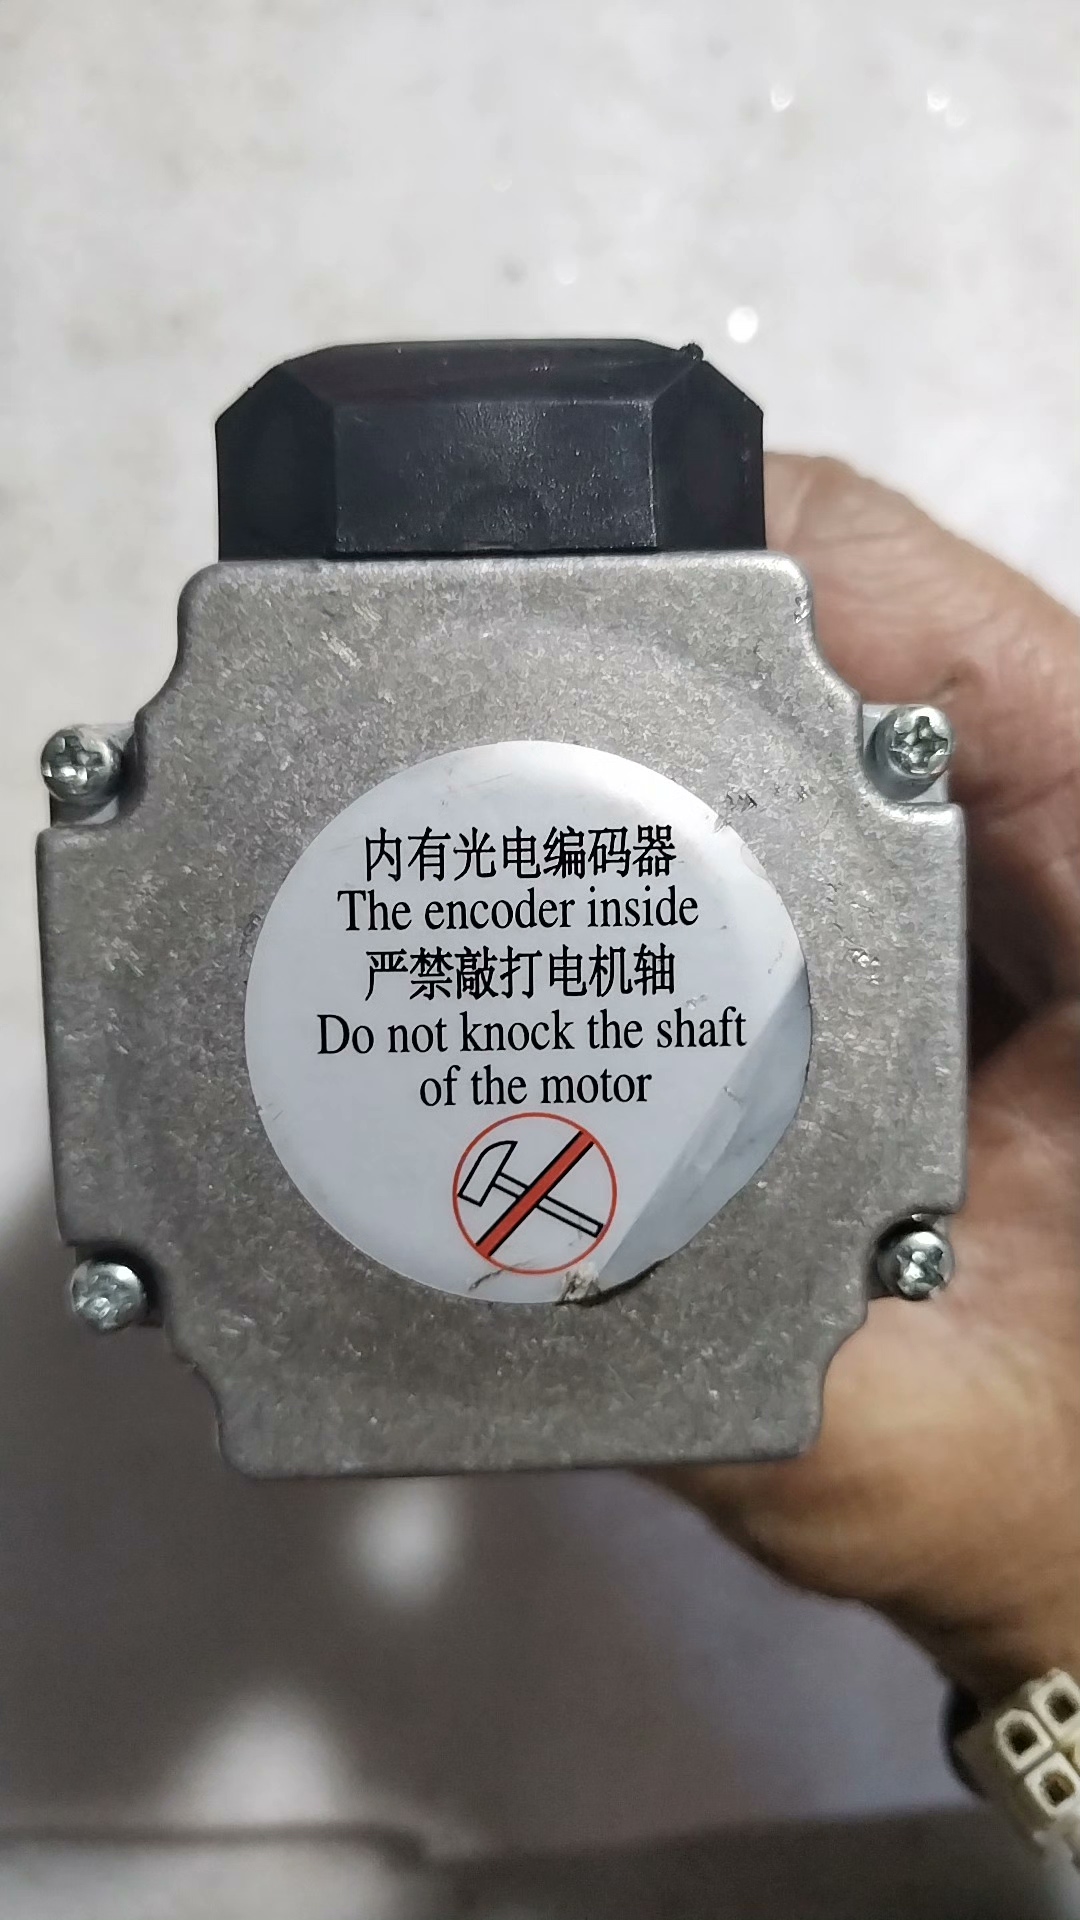 内有光电编码器
The encoder inside
严禁敲打电机轴
Do not knock the shaft
of the motor